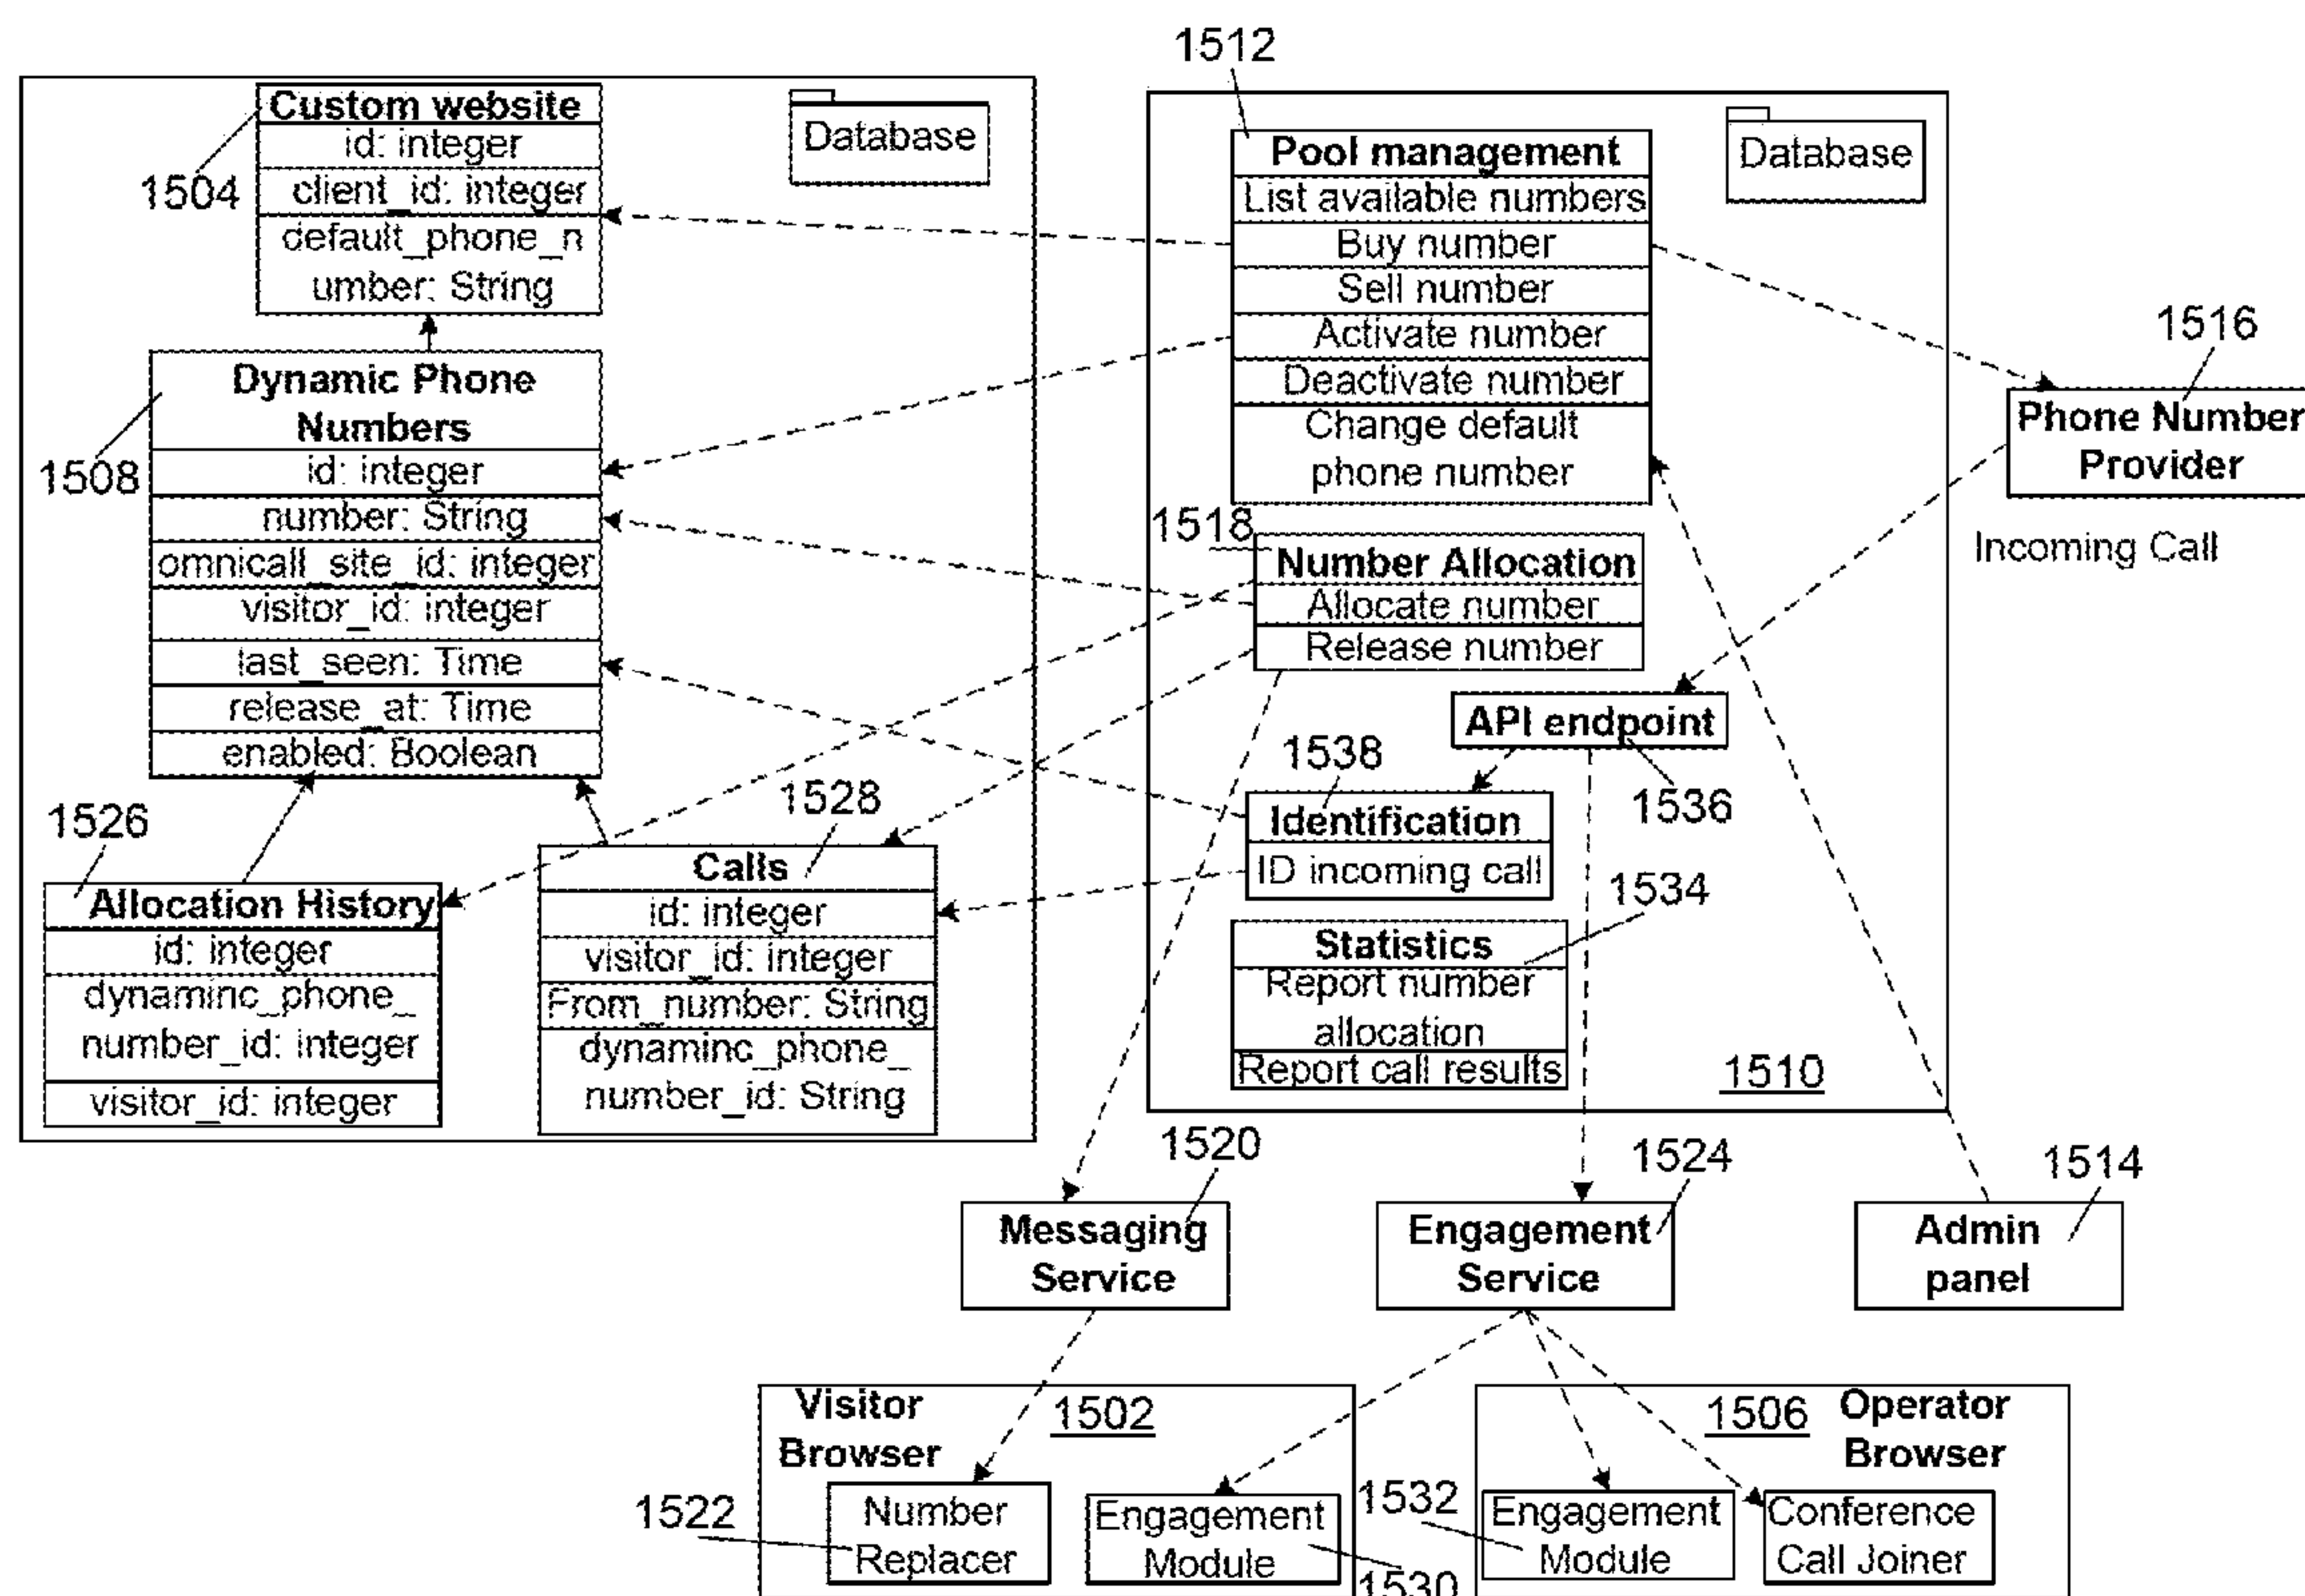 1512
Custom website
id: integer
client_id: integer
default_phone_n
umber: String
Database
1504
Dynamic Phone
Numbers
id: integer
number: String
omnicall_site_id: integer
visitor_id: integer
last_seen: Time
release_at: Time
enabled: Boolean
1508
1526
Allocation History
id: integer
dynaminc_phone_
number_id: integer
visitor_id: integer
1528
Calls
id: integer
visitor_id: integer
From_number: String
dynaminc_phone_
number_id: String
Pool management
List available numbers
Buy number
Sell number
Activate number
Deactivate number
Change default
phone number
Database
1518
Number Allocation
Allocate number
Release number
API endpoint
1536
1538
Identification
ID incoming call
1534
Statistics
Report number
allocation
Report call results
1510
1516
Phone Number
Provider
Incoming Call
1520
Messaging
Service
1524
Engagement
Service
1514
Admin
panel
Visitor
Browser
1502
1522
Number
Replacer
Engagement
Module
1530
1506
Operator
Browser
1532
Engagement
Module
Conference
Call Joiner